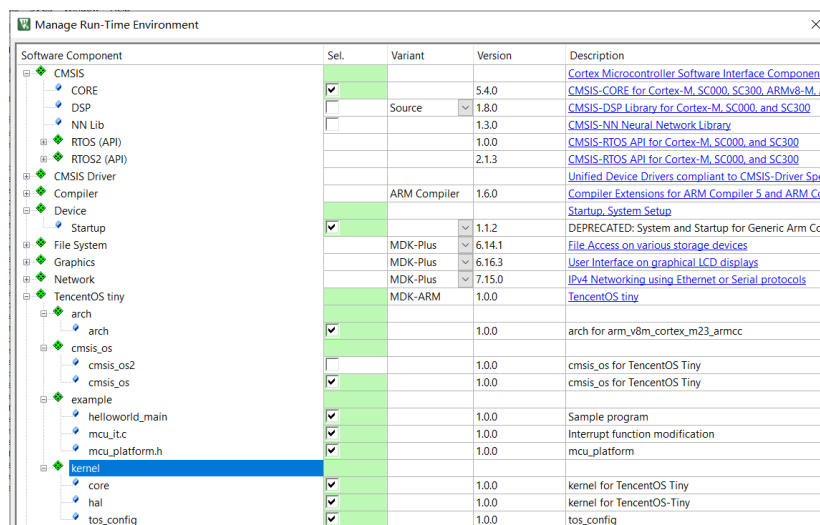 Manage Run-Time Environment
Software Component Sel. Variant Version Description
CMSIS Cortex Microcontroller Software Interface Component
CORE 5.4.0 CMSIS-CORE for Cortex-M, SC000, SC300, ARMv8-M,
DSP Source 1.8.0 CMSIS-DSP Library for Cortex-M, SC000, and SC300
NN Lib 1.3.0 CMSIS-NN Neural Network Library
RTOS (API) 1.0.0 CMSIS-RTOS API for Cortex-M, SC000, and SC300
RTOS2 (API) 2.1.3 CMSIS-RTOS API for Cortex-M, SC000, and SC300
CMSIS Driver Unified Device Drivers compliant to CMSIS-Driver Spe
Compiler ARM Compiler 1.6.0 Compiler Extensions for ARM Compiler 5 and ARM Co
Device Startup, System Setup
Startup 1.1.2 DEPRECATED: System and Startup for Generic Arm Co
File System MDK-Plus 6.14.1 File Access on various storage devices
Graphics MDK-Plus 6.16.3 User Interface on graphical LCD displays
Network MDK-Plus 7.15.0 IPv4 Networking using Ethernet or Serial protocols
TencentOS tiny MDK-ARM 1.0.0 TencentOS tiny
arch
arch 1.0.0 arch for arm_v8m_cortex_m23_armcc
cmsis_os
cmsis_os2 1.0.0 cmsis_os for TencentOS Tiny
cmsis_os 1.0.0 cmsis_os for TencentOS Tiny
example
helloworld_main 1.0.0 Sample program
mcu_it.c 1.0.0 Interrupt function modification
mcu_platform.h 1.0.0 mcu_platform
kernel
core 1.0.0 kernel for TencentOS Tiny
hal 1.0.0 kernel for TencentOS-Tiny
tos_config 1.0.0 tos_config